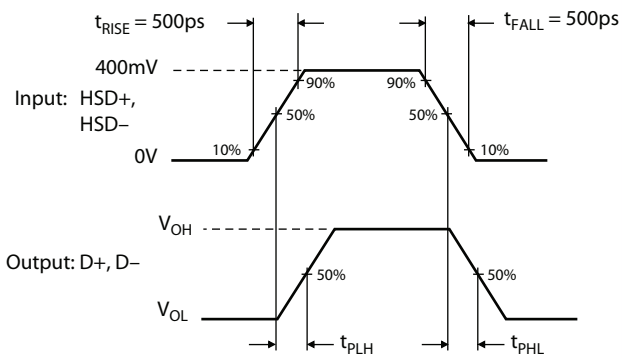 tRISE = 500ps
tFALL = 500ps
400mV
90%
90%
Input: HSD+,
HSD–
50%
50%
10%
10%
0V
VOH
Output: D+, D–
50%
50%
VOL
tPLH
tPHL